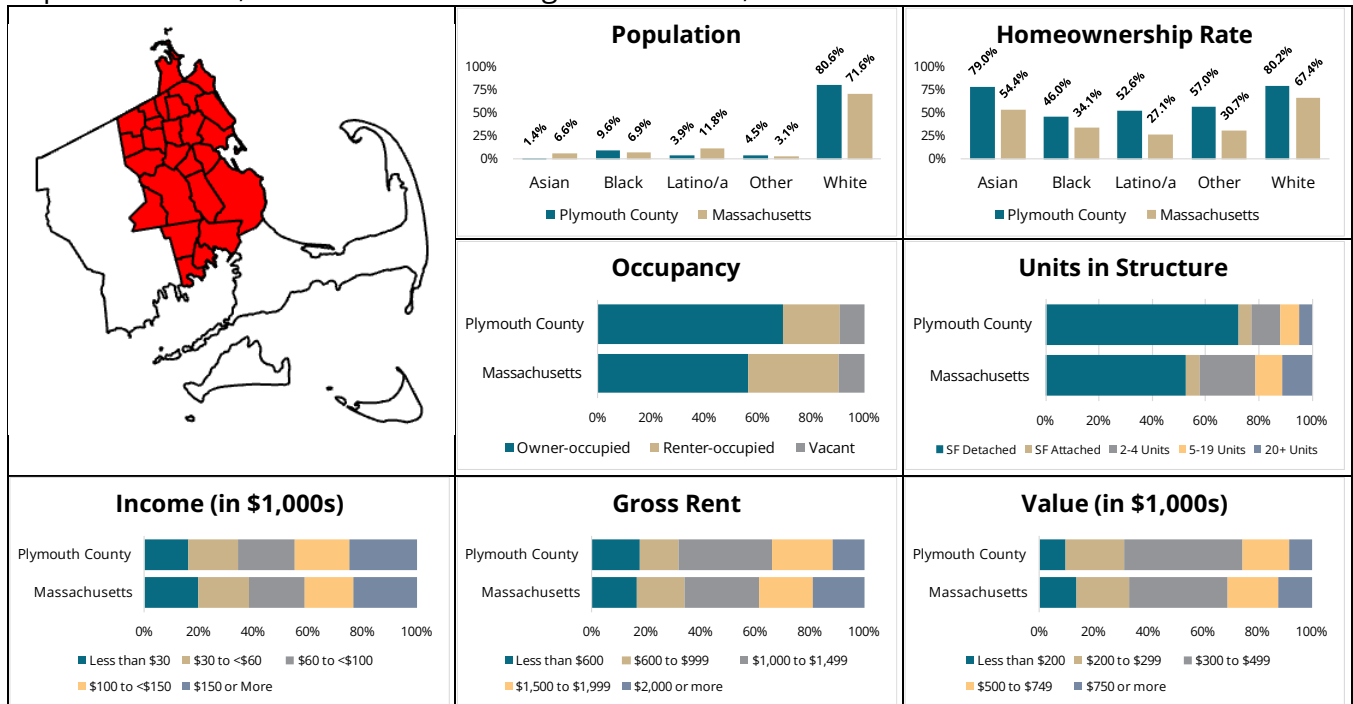 Population
100%
75%
50%
25%
0%
1.4%
6.6%
9.6%
6.9%
3.9%
11.8%
4.5%
3.1%
80.6%
71.6%
Asian Black Latino/a Other White
Plymouth County Massachusetts
Homeownership Rate
100%
75%
50%
25%
0%
79.0%
54.4%
46.0%
34.1%
52.6%
27.1%
57.0%
30.7%
80.2%
67.4%
Asian Black Latino/a Other White
Plymouth County Massachusetts
Occupancy
Plymouth County
Massachusetts
0% 20% 40% 60% 80% 100%
Owner-occupied Renter-occupied Vacant
Units in Structure
Plymouth County
Massachusetts
0% 20% 40% 60% 80% 100%
SF Detached SF Attached 2-4 Units 5-19 Units 20+ Units
Income (in $1,000s)
Plymouth County
Massachusetts
0% 20% 40% 60% 80% 100%
Less than $30 $30 to <$60 $60 to <$100
$100 to <$150 $150 or More
Gross Rent
Plymouth County
Massachusetts
0% 20% 40% 60% 80% 100%
Less than $600 $600 to $999 $1,000 to $1,499
$1,500 to $1,999 $2,000 or more
Value (in $1,000s)
Plymouth County
Massachusetts
0% 20% 40% 60% 80% 100%
Less than $200 $200 to $299 $300 to $499
$500 to $749 $750 or more